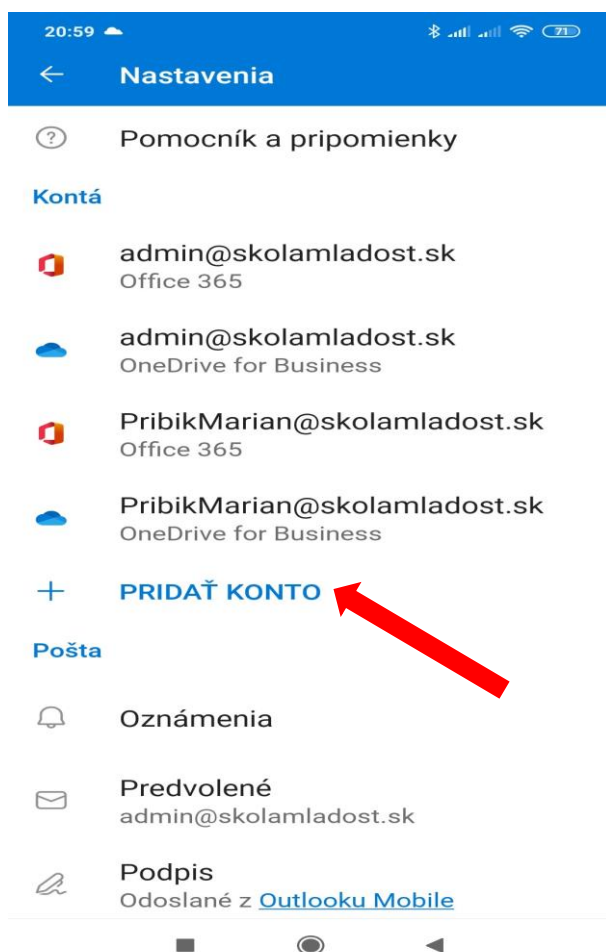 20:59
71
Nastavenia
Pomocník a pripomienky
Kontá
admin@skolamladost.sk
Office 365
admin@skolamladost.sk
OneDrive for Business
PribikMarian@skolamladost.sk
Office 365
PribikMarian@skolamladost.sk
OneDrive for Business
PRIDAŤ KONTO
Pošta
Oznámenia
Predvolené
admin@skolamladost.sk
Podpis
Odoslané z Outlooku Mobile